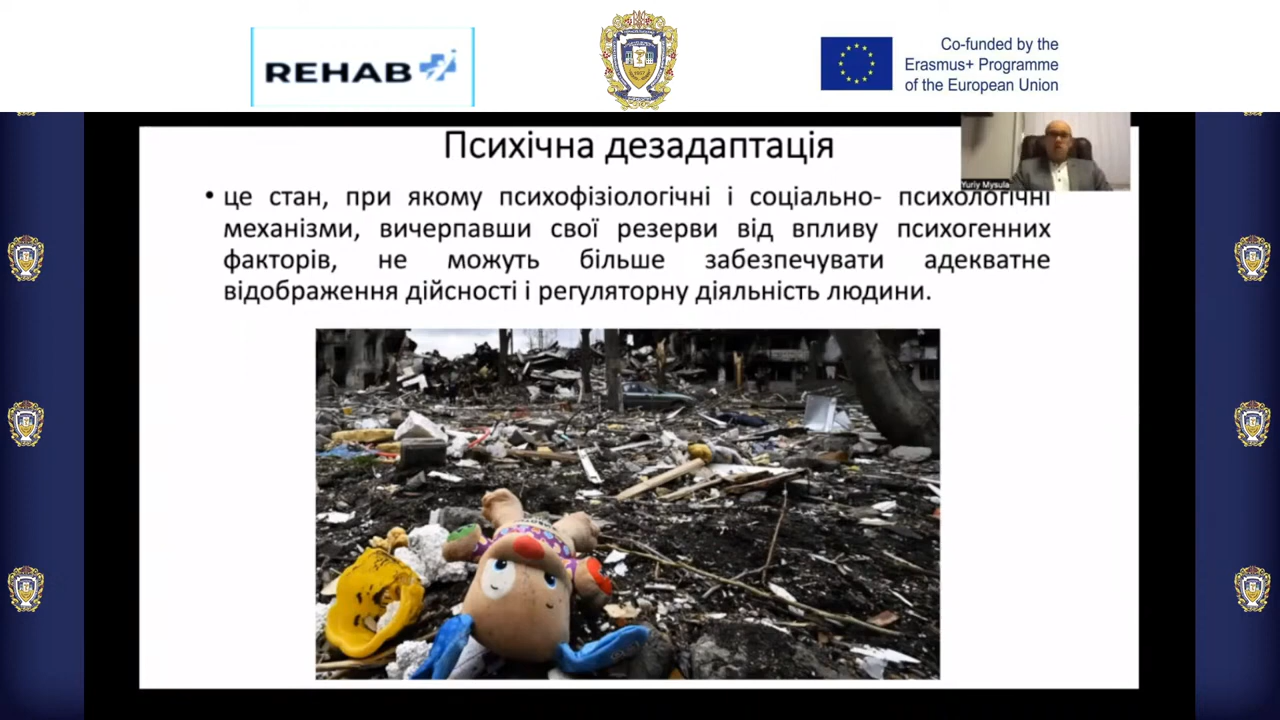 REHAB
1957
Co-funded by the
Erasmus+ Programme
of the European Union
Yuriy Mysula
Психічна дезадаптація
• це стан, при якому психофізіологічні і соціально- психологічні
механізми, вичерпавши свої резерви від впливу психогенних
факторів, не можуть більше забезпечувати адекватне
відображення дійсності і регуляторну діяльність людини.